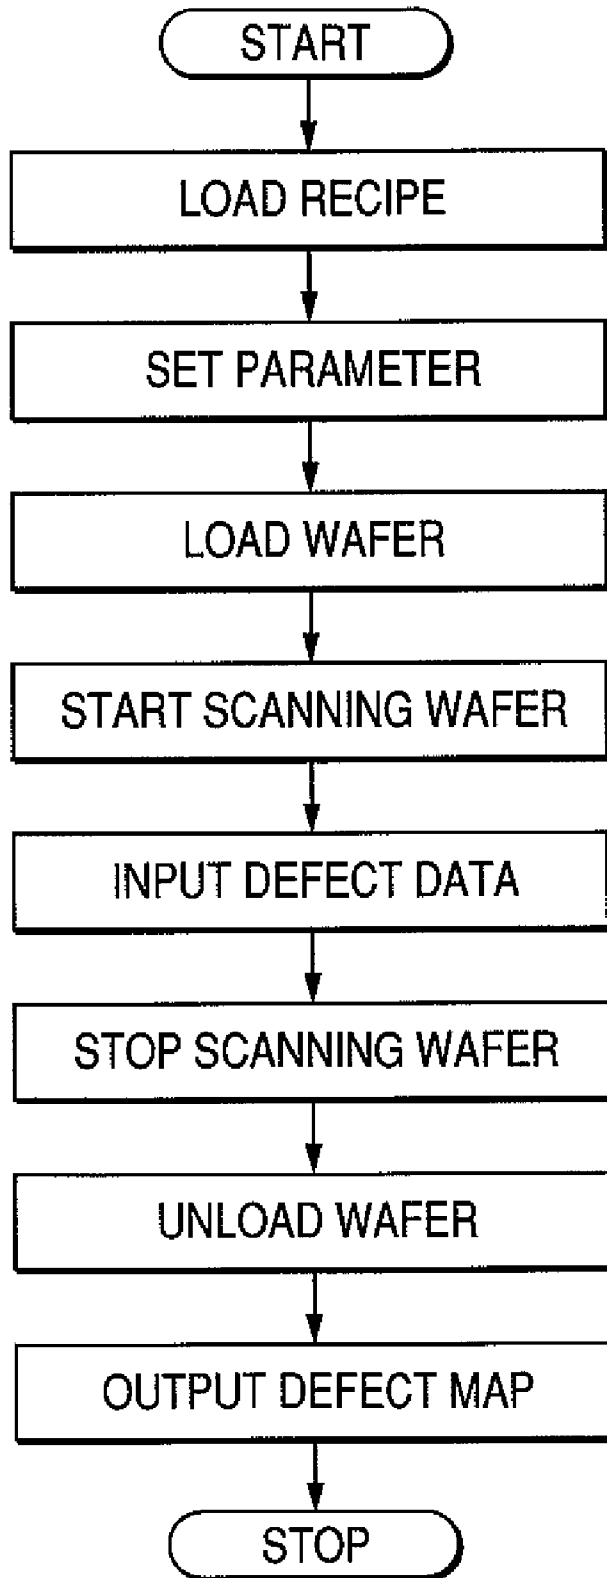 START
LOAD RECIPE
SET PARAMETER
LOAD WAFER
START SCANNING WAFER
INPUT DEFECT DATA
STOP SCANNING WAFER
UNLOAD WAFER
OUTPUT DEFECT MAP
STOP